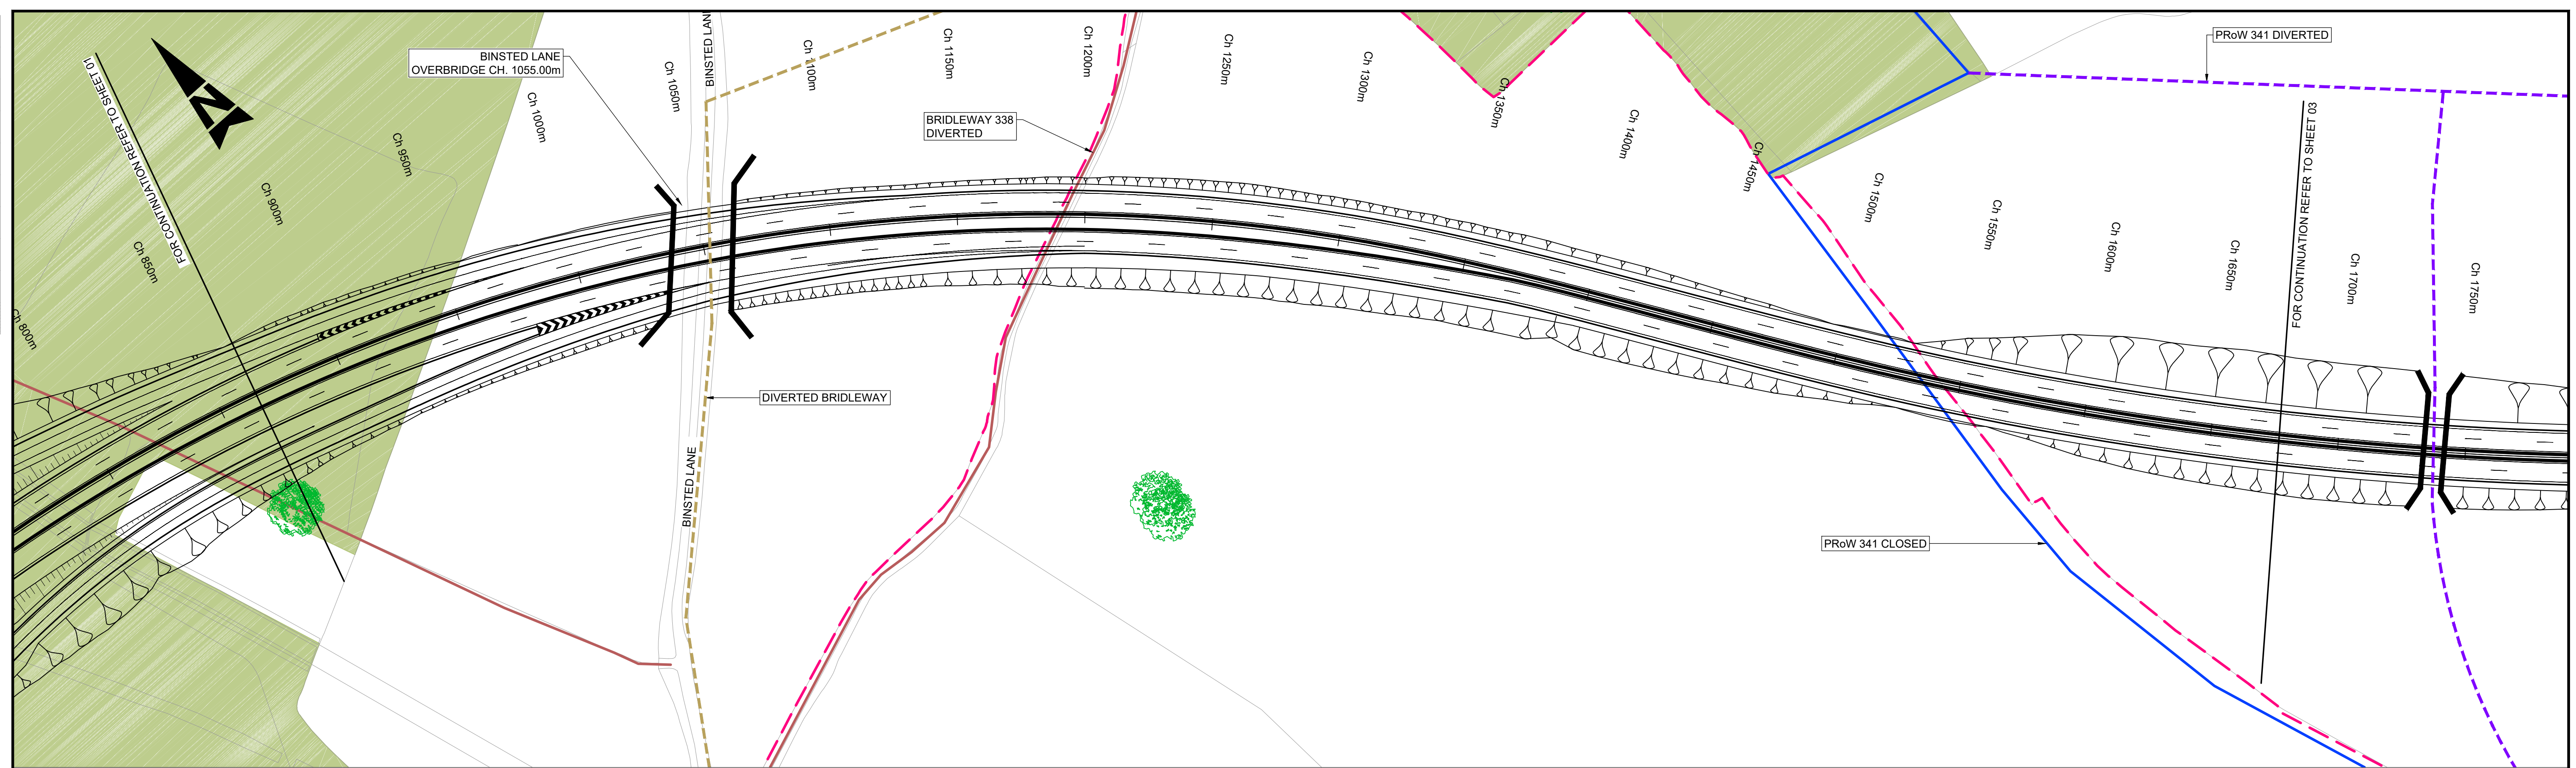 BINSTED LANE
OVERBRIDGE CH. 1055.00m
BINSTED LANE
PRoW 341 DIVERTED
BRIDLEWAY 338
DIVERTED
FOR CONTINUATION REFER TO SHEET 01
N
Ch 800m
Ch 850m
Ch 900m
Ch 950m
Ch 1000m
Ch 1050m
Ch 1100m
Ch 1150m
Ch 1200m
Ch 1250m
Ch 1300m
Ch 1350m
Ch 1400m
Ch 1450m
Ch 1500m
Ch 1550m
Ch 1600m
Ch 1650m
FOR CONTINUATION REFER TO SHEET 03
Ch 1700m
Ch 1750m
DIVERTED BRIDLEWAY
BINSTED LANE
PRoW 341 CLOSED